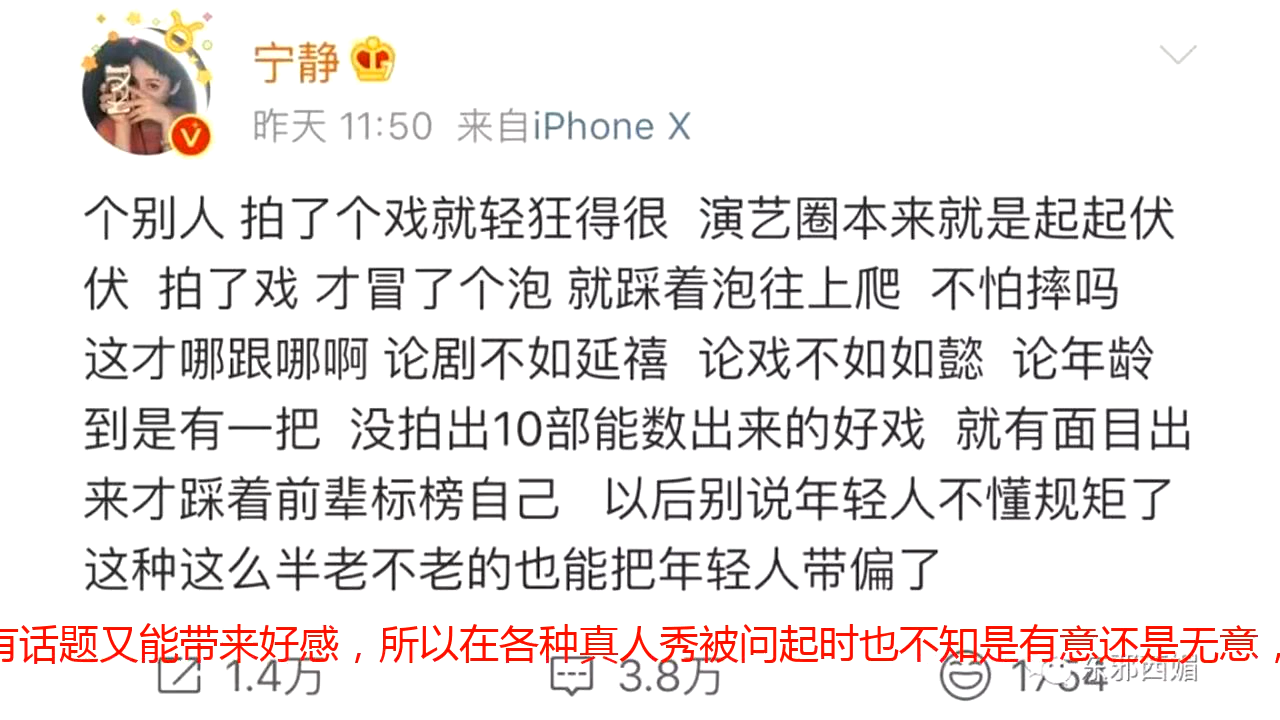 宁静
昨天 11:50 来自iPhone X
个别人 拍了个戏就轻狂得很 演艺圈本来就是起起伏
伏 拍了戏 才冒了个泡 就踩着泡往上爬 不怕摔吗
这才哪跟哪啊 论剧不如延禧 论戏不如如懿 论年龄
到是有一把 没拍出10部能数出来的好戏 就有面目出
来才踩着前辈标榜自己 以后别说年轻人不懂规矩了
这种这么半老不老的也能把年轻人带偏了
有话题又能带来好感，所以在各种真人秀被问起时也不知是有意还是无意，
1.4万 3.8万
东邪西媚